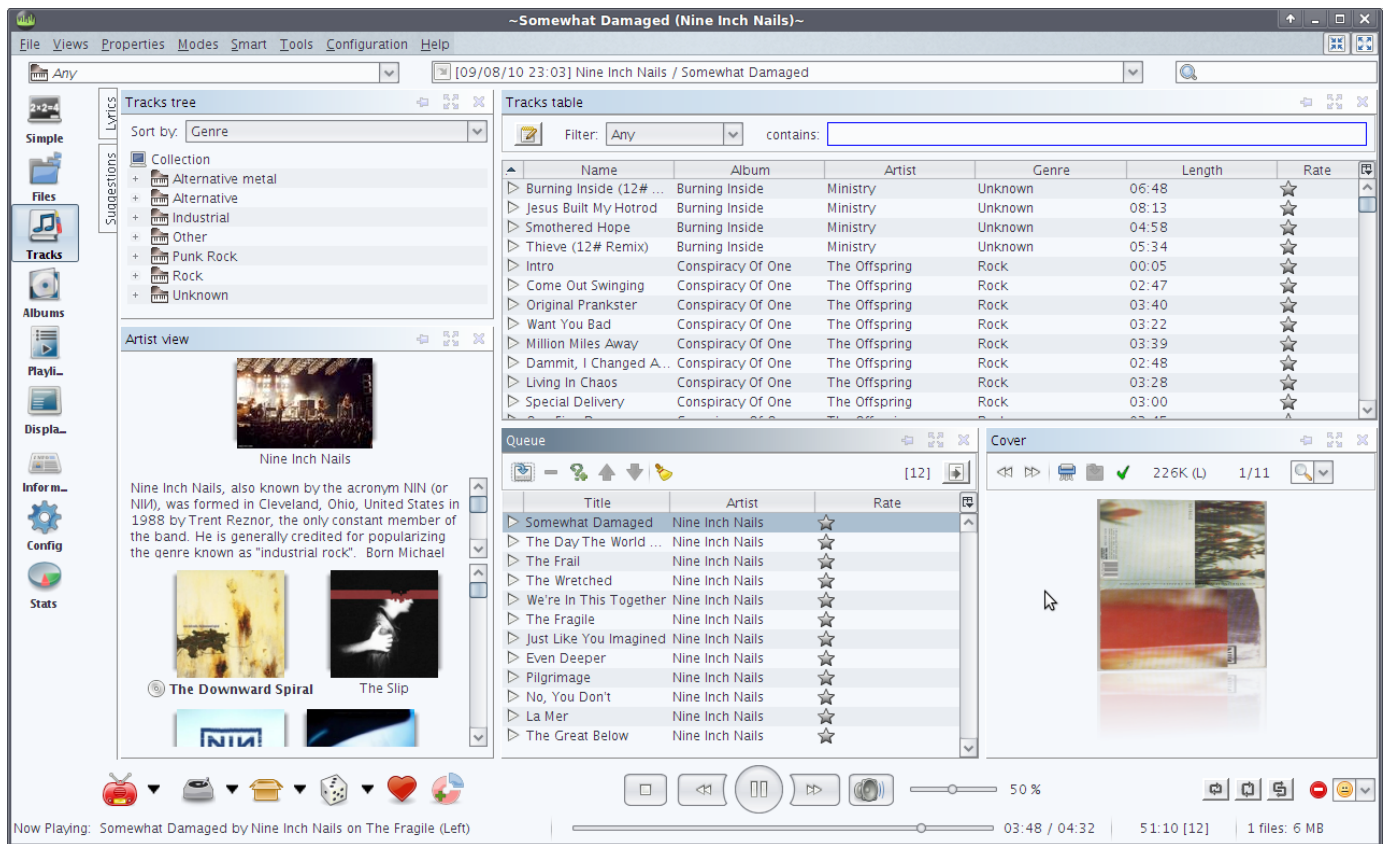 ~Somewhat Damaged (Nine Inch Nails)~
File Views Properties Modes Smart Tools Configuration Help
Any
[09/08/10 23:03] Nine Inch Nails / Somewhat Damaged
2×2=4
Simple
Files
Tracks
Albums
Playli...
Displa...
Inform...
Config
Stats
Lyrics
Suggestions
Tracks tree
Sort by: Genre
Collection
Alternative metal
Alternative
Industrial
Other
Punk Rock
Rock
Unknown
Artist view
Nine Inch Nails
Nine Inch Nails, also known by the acronym NIN (or
NIИ), was formed in Cleveland, Ohio, United States in
1988 by Trent Reznor, the only constant member of
the band. He is generally credited for popularizing
the genre known as "industrial rock". Born Michael
The Downward Spiral
The Slip
NIИ
Tracks table
Filter: Any contains:
Name Album Artist Genre Length Rate
Burning Inside (12# ... Burning Inside Ministry Unknown 06:48
Jesus Built My Hotrod Burning Inside Ministry Unknown 08:13
Smothered Hope Burning Inside Ministry Unknown 04:58
Thieve (12# Remix) Burning Inside Ministry Unknown 05:34
Intro Conspiracy Of One The Offspring Rock 00:05
Come Out Swinging Conspiracy Of One The Offspring Rock 02:47
Original Prankster Conspiracy Of One The Offspring Rock 03:40
Want You Bad Conspiracy Of One The Offspring Rock 03:22
Million Miles Away Conspiracy Of One The Offspring Rock 03:39
Dammit, I Changed A... Conspiracy Of One The Offspring Rock 02:48
Living In Chaos Conspiracy Of One The Offspring Rock 03:28
Special Delivery Conspiracy Of One The Offspring Rock 03:00
Queue
[12]
Title Artist Rate
Somewhat Damaged Nine Inch Nails
The Day The World ... Nine Inch Nails
The Frail Nine Inch Nails
The Wretched Nine Inch Nails
We're In This Together Nine Inch Nails
The Fragile Nine Inch Nails
Just Like You Imagined Nine Inch Nails
Even Deeper Nine Inch Nails
Pilgrimage Nine Inch Nails
No, You Don't Nine Inch Nails
La Mer Nine Inch Nails
The Great Below Nine Inch Nails
Cover
226K (L) 1/11
50 %
Now Playing: Somewhat Damaged by Nine Inch Nails on The Fragile (Left)
03:48 / 04:32 51:10 [12] 1 files: 6 MB